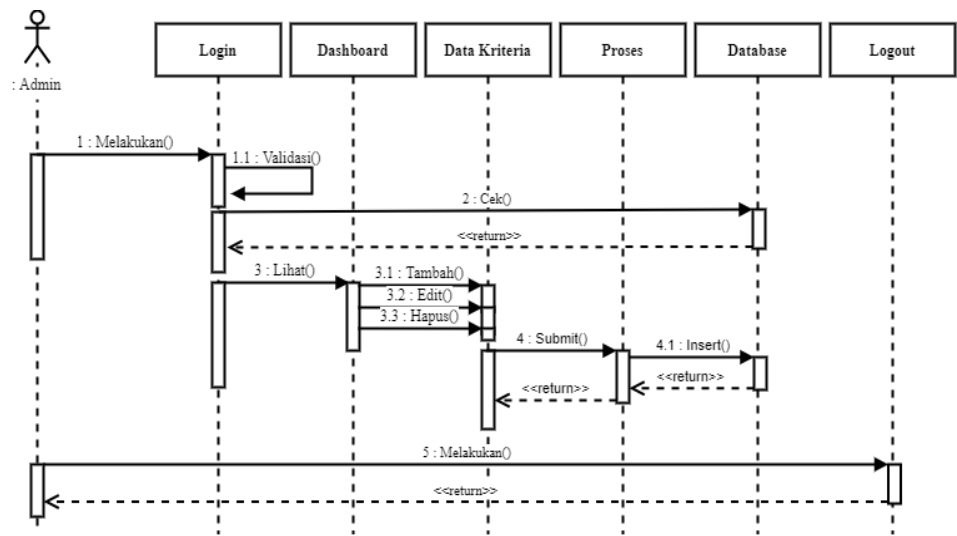 Login
Dashboard
Data Kriteria
Proses
Database
Logout
: Admin
1 : Melakukan()
1.1 : Validasi()
2 : Cek()
<<return>>
3 : Lihat()
3.1 : Tambah()
3.2 : Edit()
3.3 : Hapus()
4 : Submit()
4.1 : Insert()
<<return>>
<<return>>
5 : Melakukan()
<<return>>